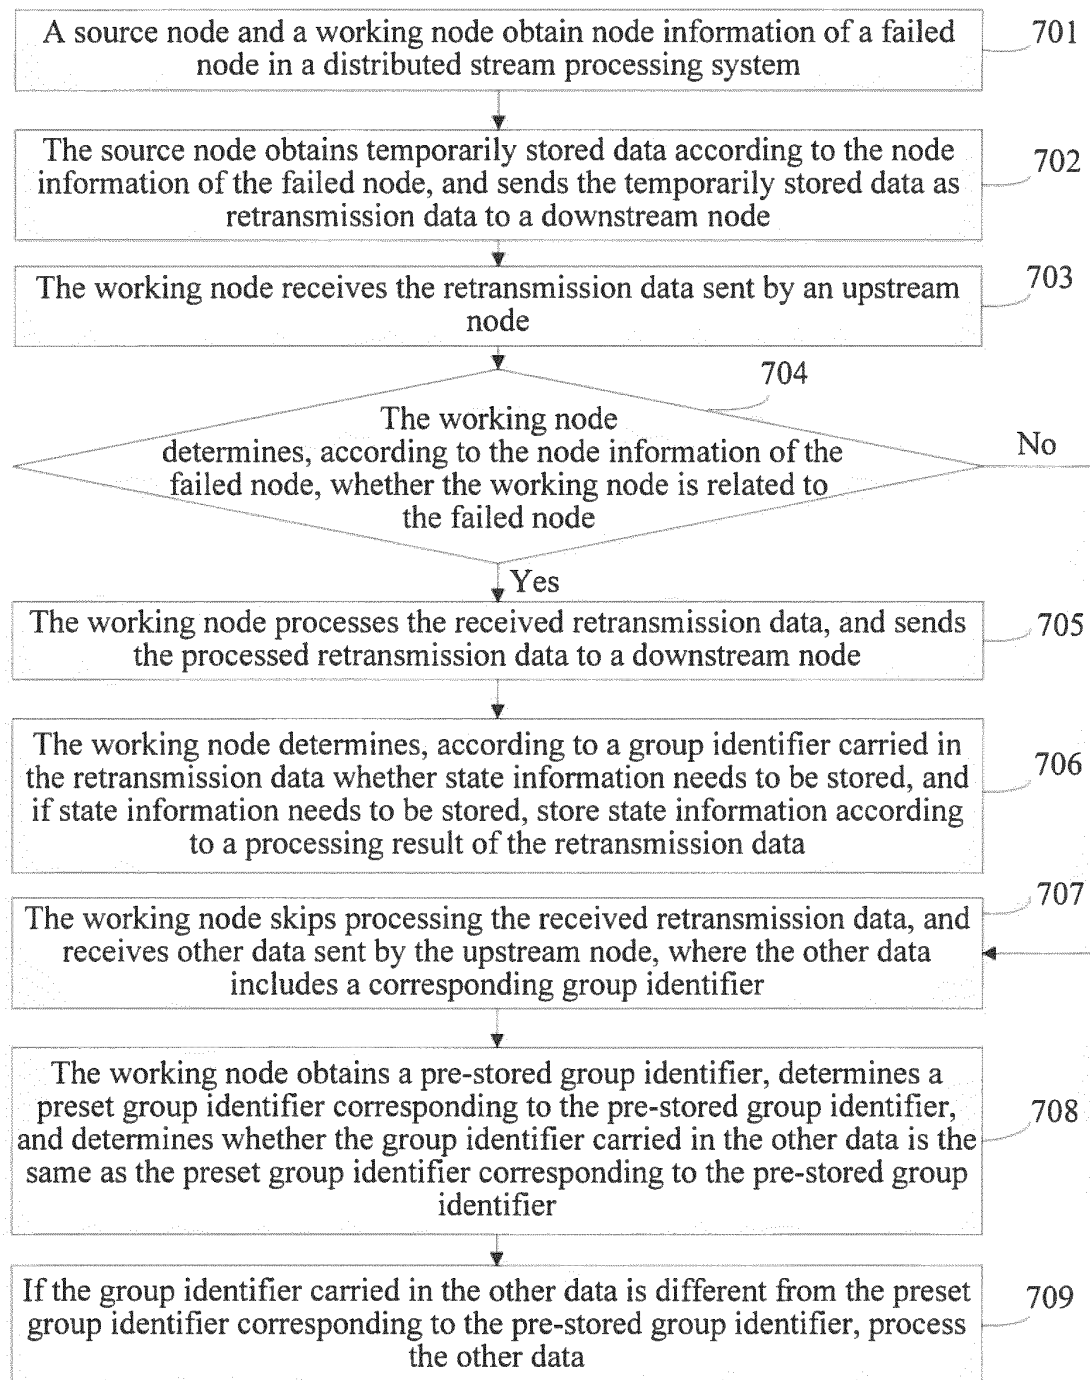 A source node and a working node obtain node information of a failed
node in a distributed stream processing system
701
The source node obtains temporarily stored data according to the node
information of the failed node, and sends the temporarily stored data as
retransmission data to a downstream node
702
The working node receives the retransmission data sent by an upstream
node
703
704
The working node
determines, according to the node information of the
failed node, whether the working node is related to
the failed node
No
Yes
The working node processes the received retransmission data, and sends
the processed retransmission data to a downstream node
705
The working node determines, according to a group identifier carried in
the retransmission data whether state information needs to be stored, and
if state information needs to be stored, store state information according
to a processing result of the retransmission data
706
The working node skips processing the received retransmission data, and
receives other data sent by the upstream node, where the other data
includes a corresponding group identifier
707
The working node obtains a pre-stored group identifier, determines a
preset group identifier corresponding to the pre-stored group identifier,
and determines whether the group identifier carried in the other data is the
same as the preset group identifier corresponding to the pre-stored group
identifier
708
If the group identifier carried in the other data is different from the preset
group identifier corresponding to the pre-stored group identifier, process
the other data
709